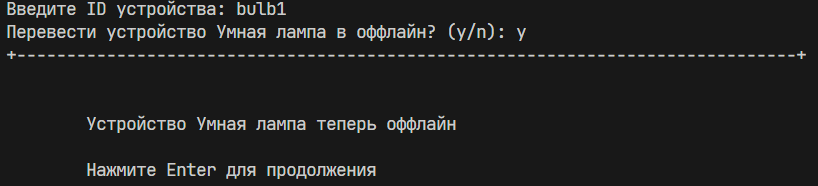 Введите ID устройства: bulb1
Перевести устройство Умная лампа в оффлайн? (y/n): y
+------------------------------------------------------------------------------+
Устройство Умная лампа теперь оффлайн
Нажмите Enter для продолжения